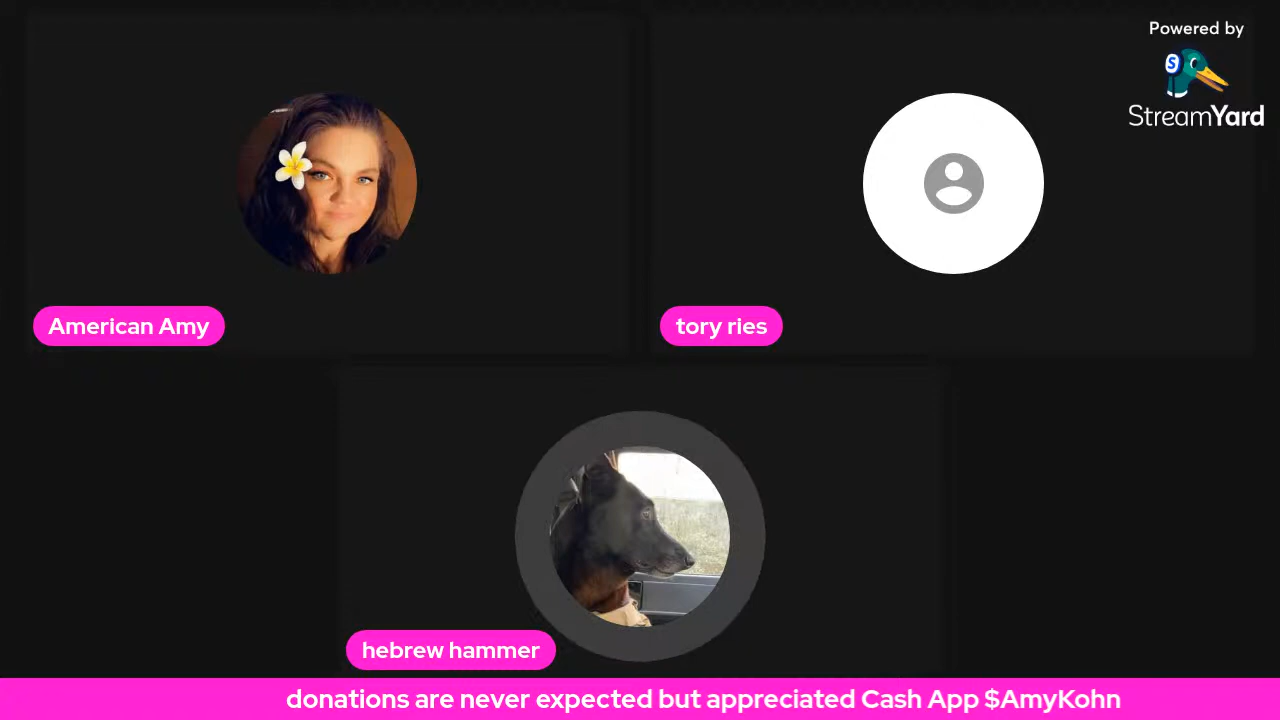 Powered by
S
StreamYard
American Amy
tory ries
hebrew hammer
donations are never expected but appreciated Cash App $AmyKohn